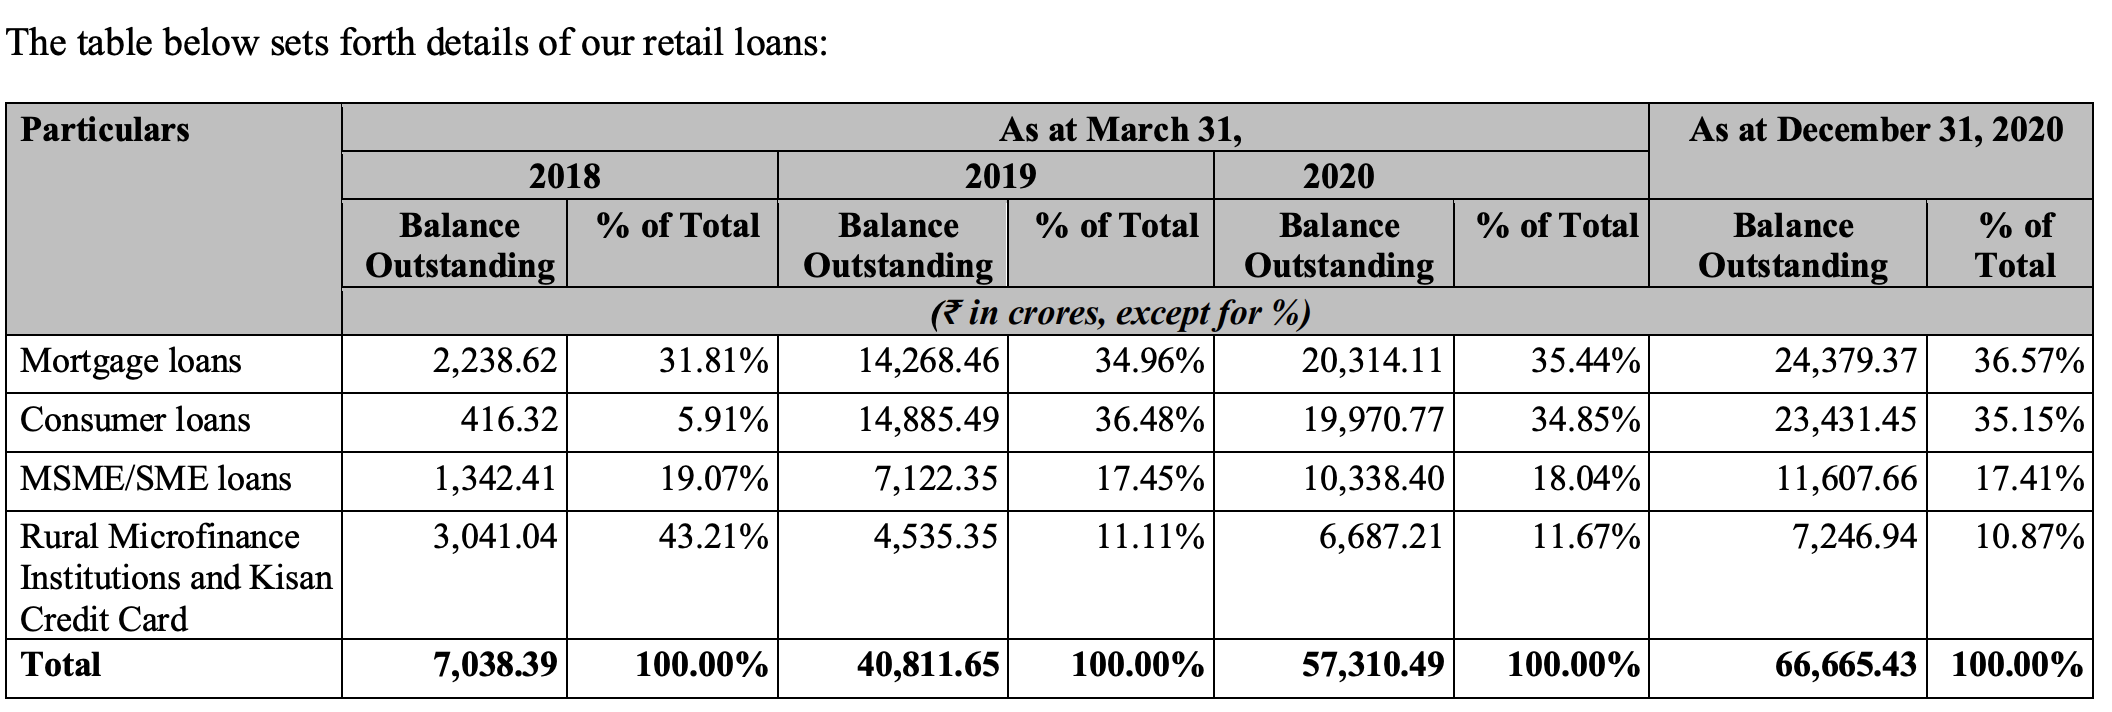 The table below sets forth details of our retail loans:
Particulars As at March 31, As at December 31, 2020
2018 2019 2020
Balance Outstanding % of Total Balance Outstanding % of Total Balance Outstanding % of Total Balance Outstanding % of Total
(₹ in crores, except for %)
Mortgage loans 2,238.62 31.81% 14,268.46 34.96% 20,314.11 35.44% 24,379.37 36.57%
Consumer loans 416.32 5.91% 14,885.49 36.48% 19,970.77 34.85% 23,431.45 35.15%
MSME/SME loans 1,342.41 19.07% 7,122.35 17.45% 10,338.40 18.04% 11,607.66 17.41%
Rural Microfinance 3,041.04 43.21% 4,535.35 11.11% 6,687.21 11.67% 7,246.94 10.87%
Institutions and Kisan
Credit Card
Total 7,038.39 100.00% 40,811.65 100.00% 57,310.49 100.00% 66,665.43 100.00%